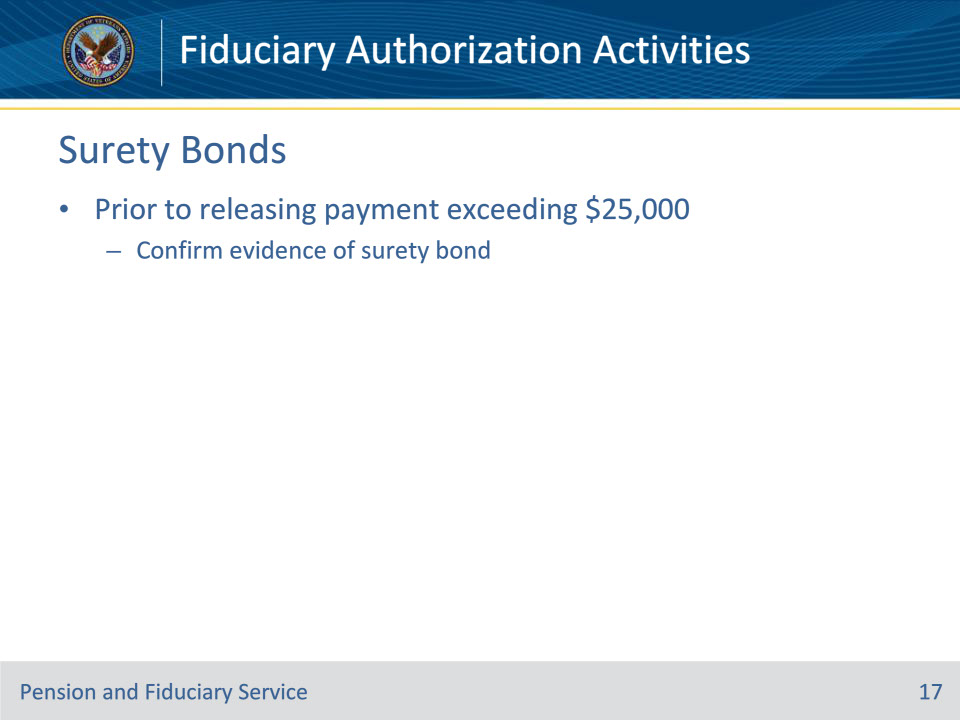 Fiduciary Authorization Activities
Surety Bonds
• Prior to releasing payment exceeding $25,000
– Confirm evidence of surety bond
Pension and Fiduciary Service
17